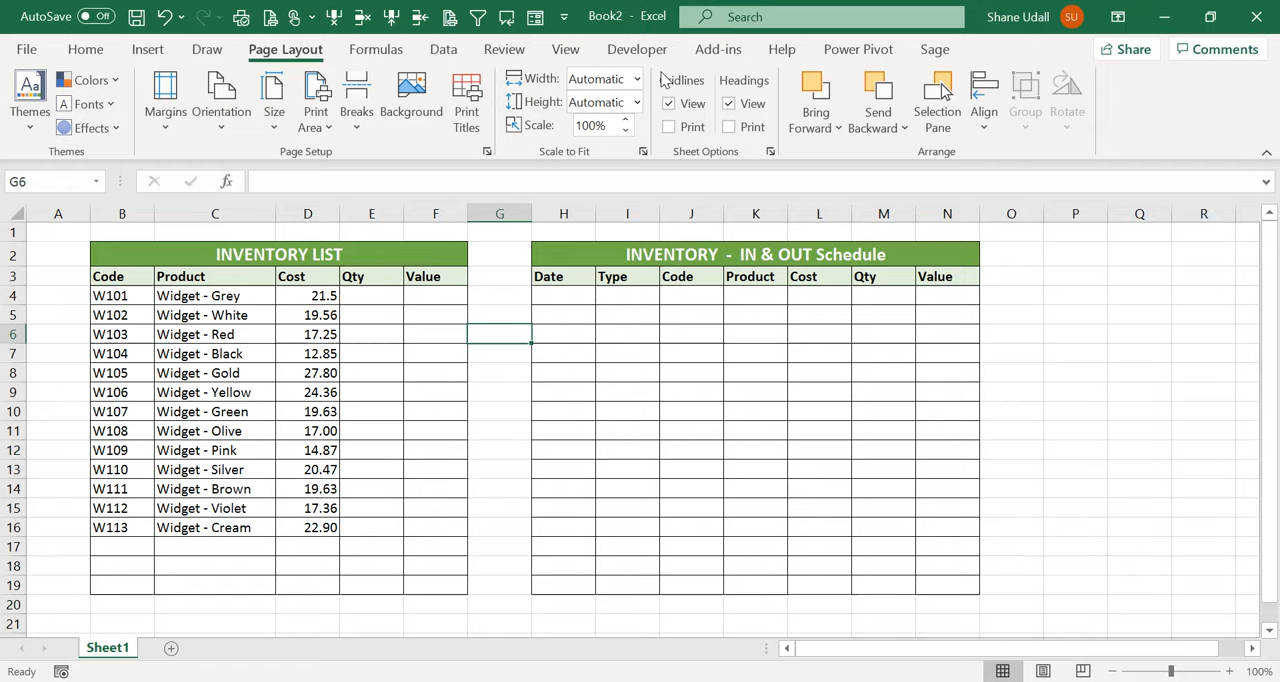 AutoSave Off Book2 - Excel Search Shane Udall SU
File Home Insert Draw Page Layout Formulas Data Review View Developer Add-ins Help Power Pivot Sage Share Comments
Aa Colors Width: Automatic Headings
A Fonts Height: Automatic View View
Themes Effects Margins Orientation Size Print Area Breaks Background Print Titles Scale: 100% Print Print Bring Forward Send Backward Selection Pane Align Group Rotate
Themes Page Setup Scale to Fit Sheet Options Arrange
G6 fx
A B C D E F G H I J K L M N O P Q R
1
2 INVENTORY LIST INVENTORY - IN & OUT Schedule
3 Code Product Cost Qty Value Date Type Code Product Cost Qty Value
4 W101 Widget - Grey 21.5
5 W102 Widget - White 19.56
6 W103 Widget - Red 17.25
7 W104 Widget - Black 12.85
8 W105 Widget - Gold 27.80
9 W106 Widget - Yellow 24.36
10 W107 Widget - Green 19.63
11 W108 Widget - Olive 17.00
12 W109 Widget - Pink 14.87
13 W110 Widget - Silver 20.47
14 W111 Widget - Brown 19.63
15 W112 Widget - Violet 17.36
16 W113 Widget - Cream 22.90
17
18
19
20
21
Sheet1
Ready 100%